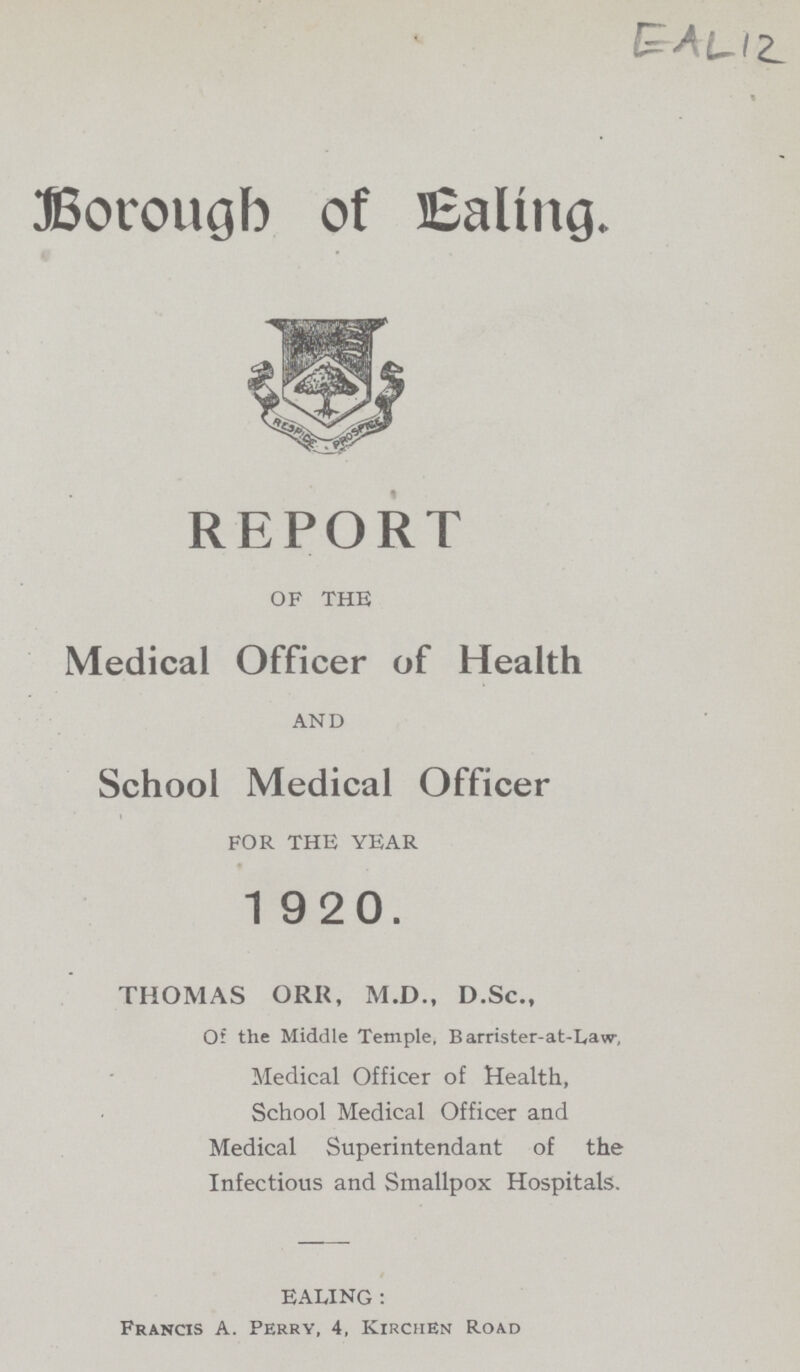 EAL12
Borough of Ealing.
RESPICE . PROSPICE
REPORT
OF THE
Medical Officer of Health
AND
School Medical Officer
FOR THE YEAR
1920.
THOMAS ORR, M.D., D.Sc.,
Of the Middle Temple, Barrister-at-Law,
Medical Officer of Health,
School Medical Officer and
Medical Superintendant of the
Infectious and Smallpox Hospitals.
EALING :
FRANCIS A. PERRY, 4, KIRCHEN ROAD